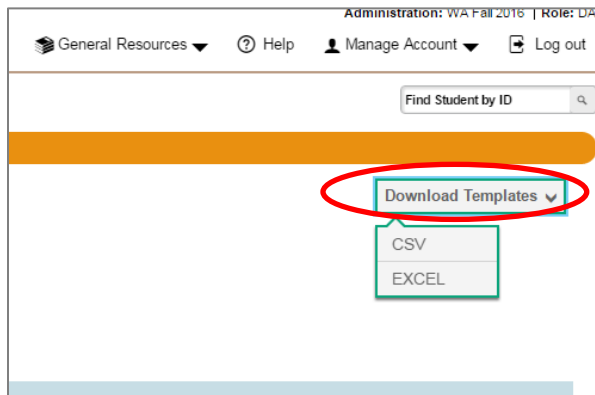 Administration: WA Fall 2016 | Role: DA
General Resources Help Manage Account Log out
Find Student by ID
Download Templates
CSV
EXCEL